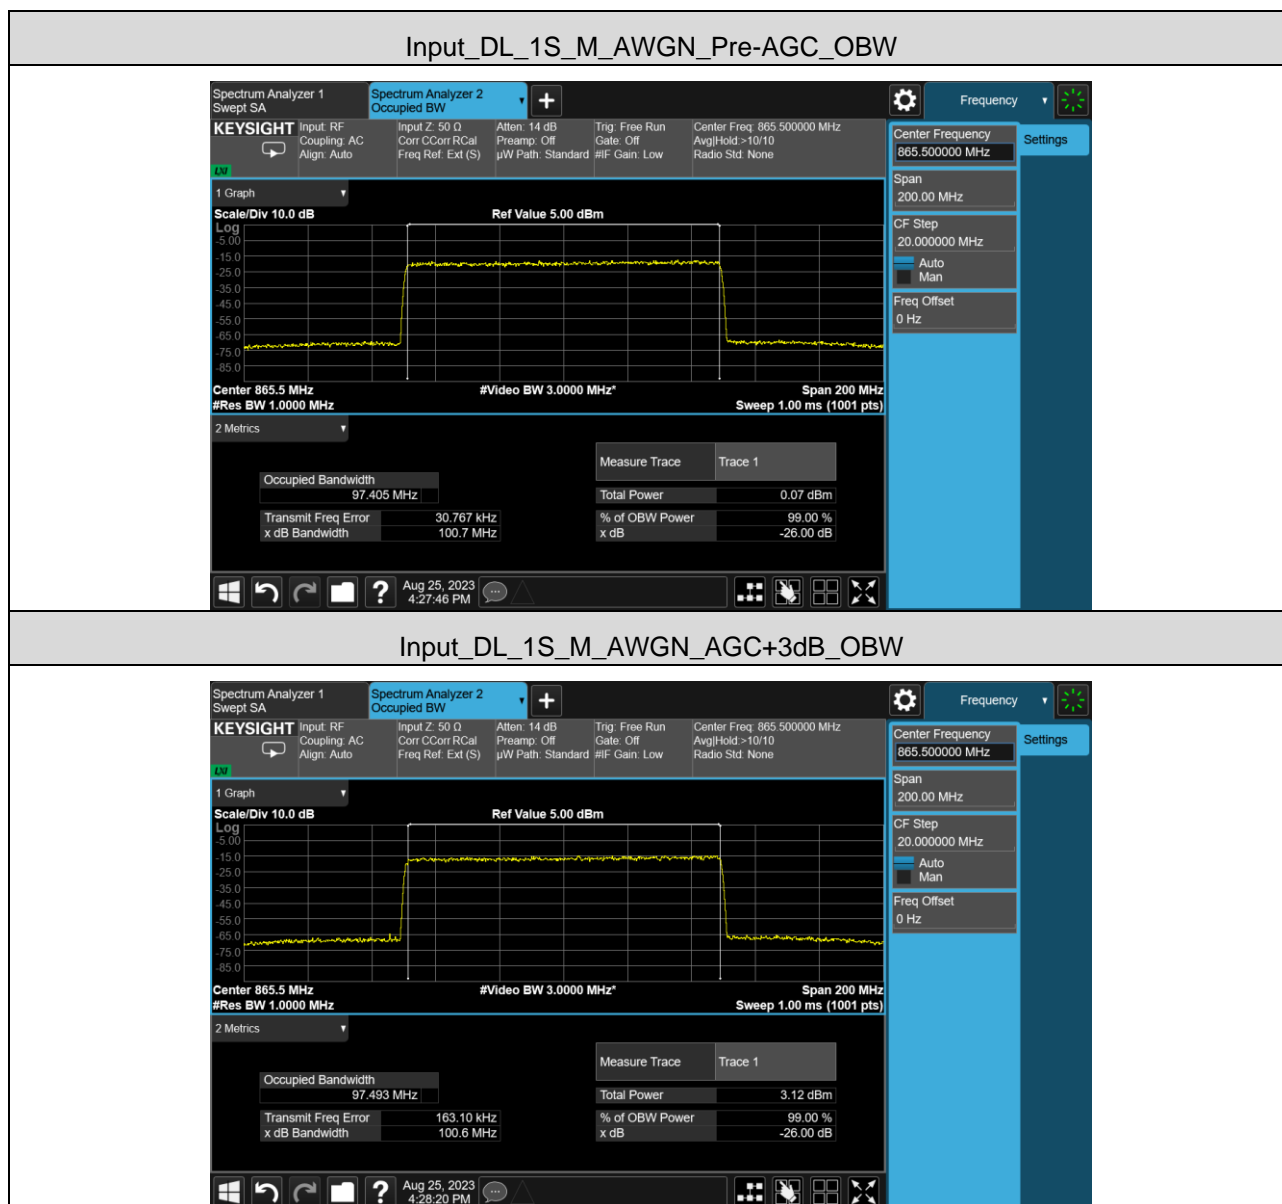 Input_DL_1S_M_AWGN_Pre-AGC_OBW
Spectrum Analyzer 1
Swept SA
Spectrum Analyzer 2
Occupied BW
Frequency
KEYSIGHT
Input: RF
Coupling: AC
Align: Auto
Input Z: 50 Ω
Corr CCorr RCal
Freq Ref: Ext (S)
Atten: 14 dB
Preamp: Off
µW Path: Standard
Trig: Free Run
Gate: Off
#IF Gain: Low
Center Freq: 865.500000 MHz
Avg|Hold:>10/10
Radio Std: None
LXI
Center Frequency
865.500000 MHz
Settings
Span
200.00 MHz
CF Step
20.000000 MHz
Auto
Man
Freq Offset
0 Hz
1 Graph
Scale/Div 10.0 dB
Ref Value 5.00 dBm
Log
-5.00
-15.0
-25.0
-35.0
-45.0
-55.0
-65.0
-75.0
-85.0
Center 865.5 MHz
#Video BW 3.0000 MHz*
Span 200 MHz
#Res BW 1.0000 MHz
Sweep 1.00 ms (1001 pts)
2 Metrics
Measure Trace
Trace 1
Occupied Bandwidth
97.405 MHz
Total Power
0.07 dBm
Transmit Freq Error
30.767 kHz
% of OBW Power
99.00 %
x dB Bandwidth
100.7 MHz
x dB
-26.00 dB
?
Aug 25, 2023
4:27:46 PM
Input_DL_1S_M_AWGN_AGC+3dB_OBW
Spectrum Analyzer 1
Swept SA
Spectrum Analyzer 2
Occupied BW
Frequency
KEYSIGHT
Input: RF
Coupling: AC
Align: Auto
Input Z: 50 Ω
Corr CCorr RCal
Freq Ref: Ext (S)
Atten: 14 dB
Preamp: Off
µW Path: Standard
Trig: Free Run
Gate: Off
#IF Gain: Low
Center Freq: 865.500000 MHz
Avg|Hold:>10/10
Radio Std: None
LXI
Center Frequency
865.500000 MHz
Settings
Span
200.00 MHz
CF Step
20.000000 MHz
Auto
Man
Freq Offset
0 Hz
1 Graph
Scale/Div 10.0 dB
Ref Value 5.00 dBm
Log
-5.00
-15.0
-25.0
-35.0
-45.0
-55.0
-65.0
-75.0
-85.0
Center 865.5 MHz
#Video BW 3.0000 MHz*
Span 200 MHz
#Res BW 1.0000 MHz
Sweep 1.00 ms (1001 pts)
2 Metrics
Measure Trace
Trace 1
Occupied Bandwidth
97.493 MHz
Total Power
3.12 dBm
Transmit Freq Error
163.10 kHz
% of OBW Power
99.00 %
x dB Bandwidth
100.6 MHz
x dB
-26.00 dB
?
Aug 25, 2023
4:28:20 PM